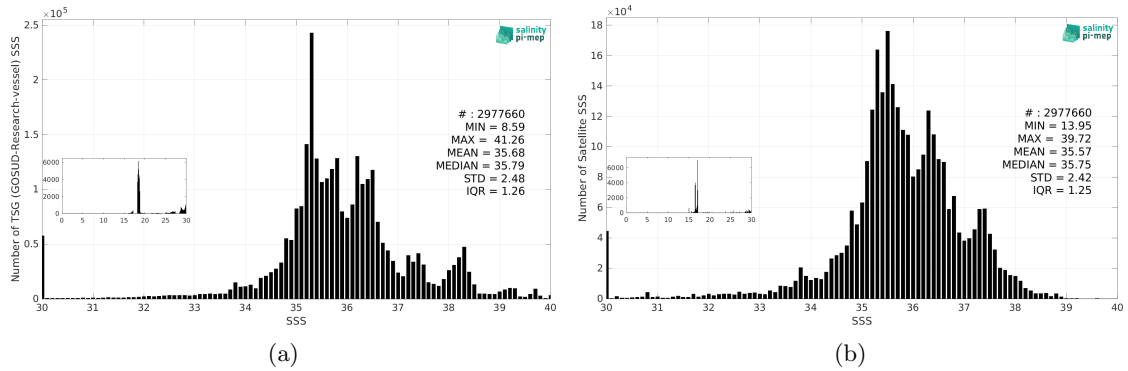 ×10^5
2.5
2
1.5
1
0.5
0
Number of TSG (GOSUD-Research-vessel) SSS
salinity
pi-mep
# : 2977660
MIN = 8.59
MAX = 41.26
MEAN = 35.68
MEDIAN = 35.79
STD = 2.48
IQR = 1.26
6000
4000
2000
0
0 5 10 15 20 25 30
30 31 32 33 34 35 36 37 38 39 40
SSS
(a)
×10^4
18
16
14
12
10
8
6
4
2
0
Number of Satellite SSS
salinity
pi-mep
# : 2977660
MIN = 13.95
MAX = 39.72
MEAN = 35.57
MEDIAN = 35.75
STD = 2.42
IQR = 1.25
6000
4000
2000
0
0 5 10 15 20 25 30
30 31 32 33 34 35 36 37 38 39 40
SSS
(b)